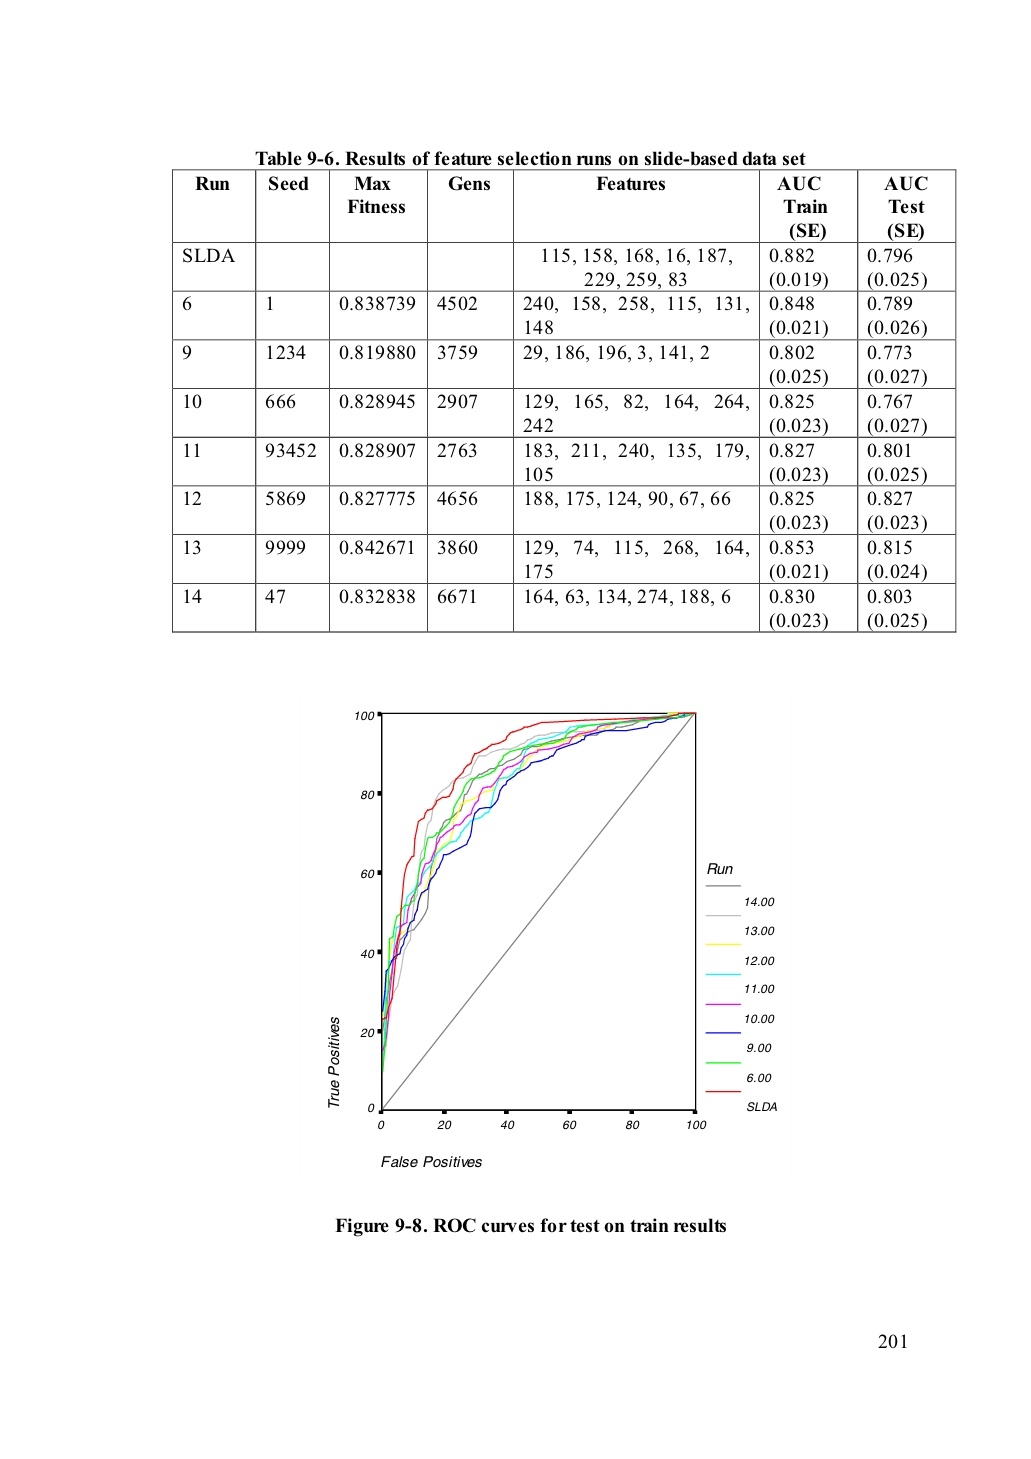 Table 9-6. Results of feature selection runs on slide-based data set
Run Seed Max Fitness Gens Features AUC Train (SE) AUC Test (SE)
SLDA 115, 158, 168, 16, 187, 229, 259, 83 0.882 (0.019) 0.796 (0.025)
6 1 0.838739 4502 240, 158, 258, 115, 131, 148 0.848 (0.021) 0.789 (0.026)
9 1234 0.819880 3759 29, 186, 196, 3, 141, 2 0.802 (0.025) 0.773 (0.027)
10 666 0.828945 2907 129, 165, 82, 164, 264, 242 0.825 (0.023) 0.767 (0.027)
11 93452 0.828907 2763 183, 211, 240, 135, 179, 105 0.827 (0.023) 0.801 (0.025)
12 5869 0.827775 4656 188, 175, 124, 90, 67, 66 0.825 (0.023) 0.827 (0.023)
13 9999 0.842671 3860 129, 74, 115, 268, 164, 175 0.853 (0.021) 0.815 (0.024)
14 47 0.832838 6671 164, 63, 134, 274, 188, 6 0.830 (0.023) 0.803 (0.025)
True Positives
100
80
60
40
20
0
0 20 40 60 80 100
False Positives
Run
14.00
13.00
12.00
11.00
10.00
9.00
6.00
SLDA
Figure 9-8. ROC curves for test on train results
201